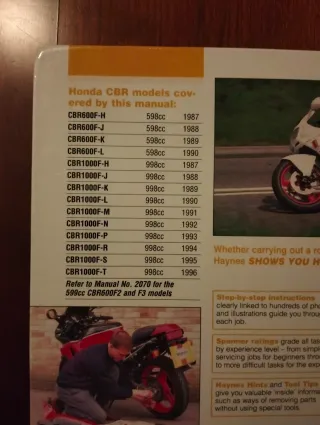 Honda CBR models cov-
ered by this manual:
CBR600F-H 598cc 1987
CBR600F-J 598cc 1988
CBR600F-K 598cc 1989
CBR600F-L 598cc 1990
CBR1000F-H 998cc 1987
CBR1000F-J 998cc 1988
CBR1000F-K 998cc 1989
CBR1000F-L 998cc 1990
CBR1000F-M 998cc 1991
CBR1000F-N 998cc 1992
CBR1000F-P 998cc 1993
CBR1000F-R 998cc 1994
CBR1000F-S 998cc 1995
CBR1000F-T 998cc 1996
Refer to Manual No. 2070 for the
599cc CBR600F2 and F3 models
Whether carrying out a
Haynes SHOWS YOU H
Step-by-step instructions
clearly linked to hundreds of
and illustrations guide you
each job.
Spanner ratings grade all
by experience level – from
servicing jobs for beginners
to more difficult tasks for the
Haynes Hints and Tool
give you valuable 'inside'
such as ways of removing parts
without using special tools.